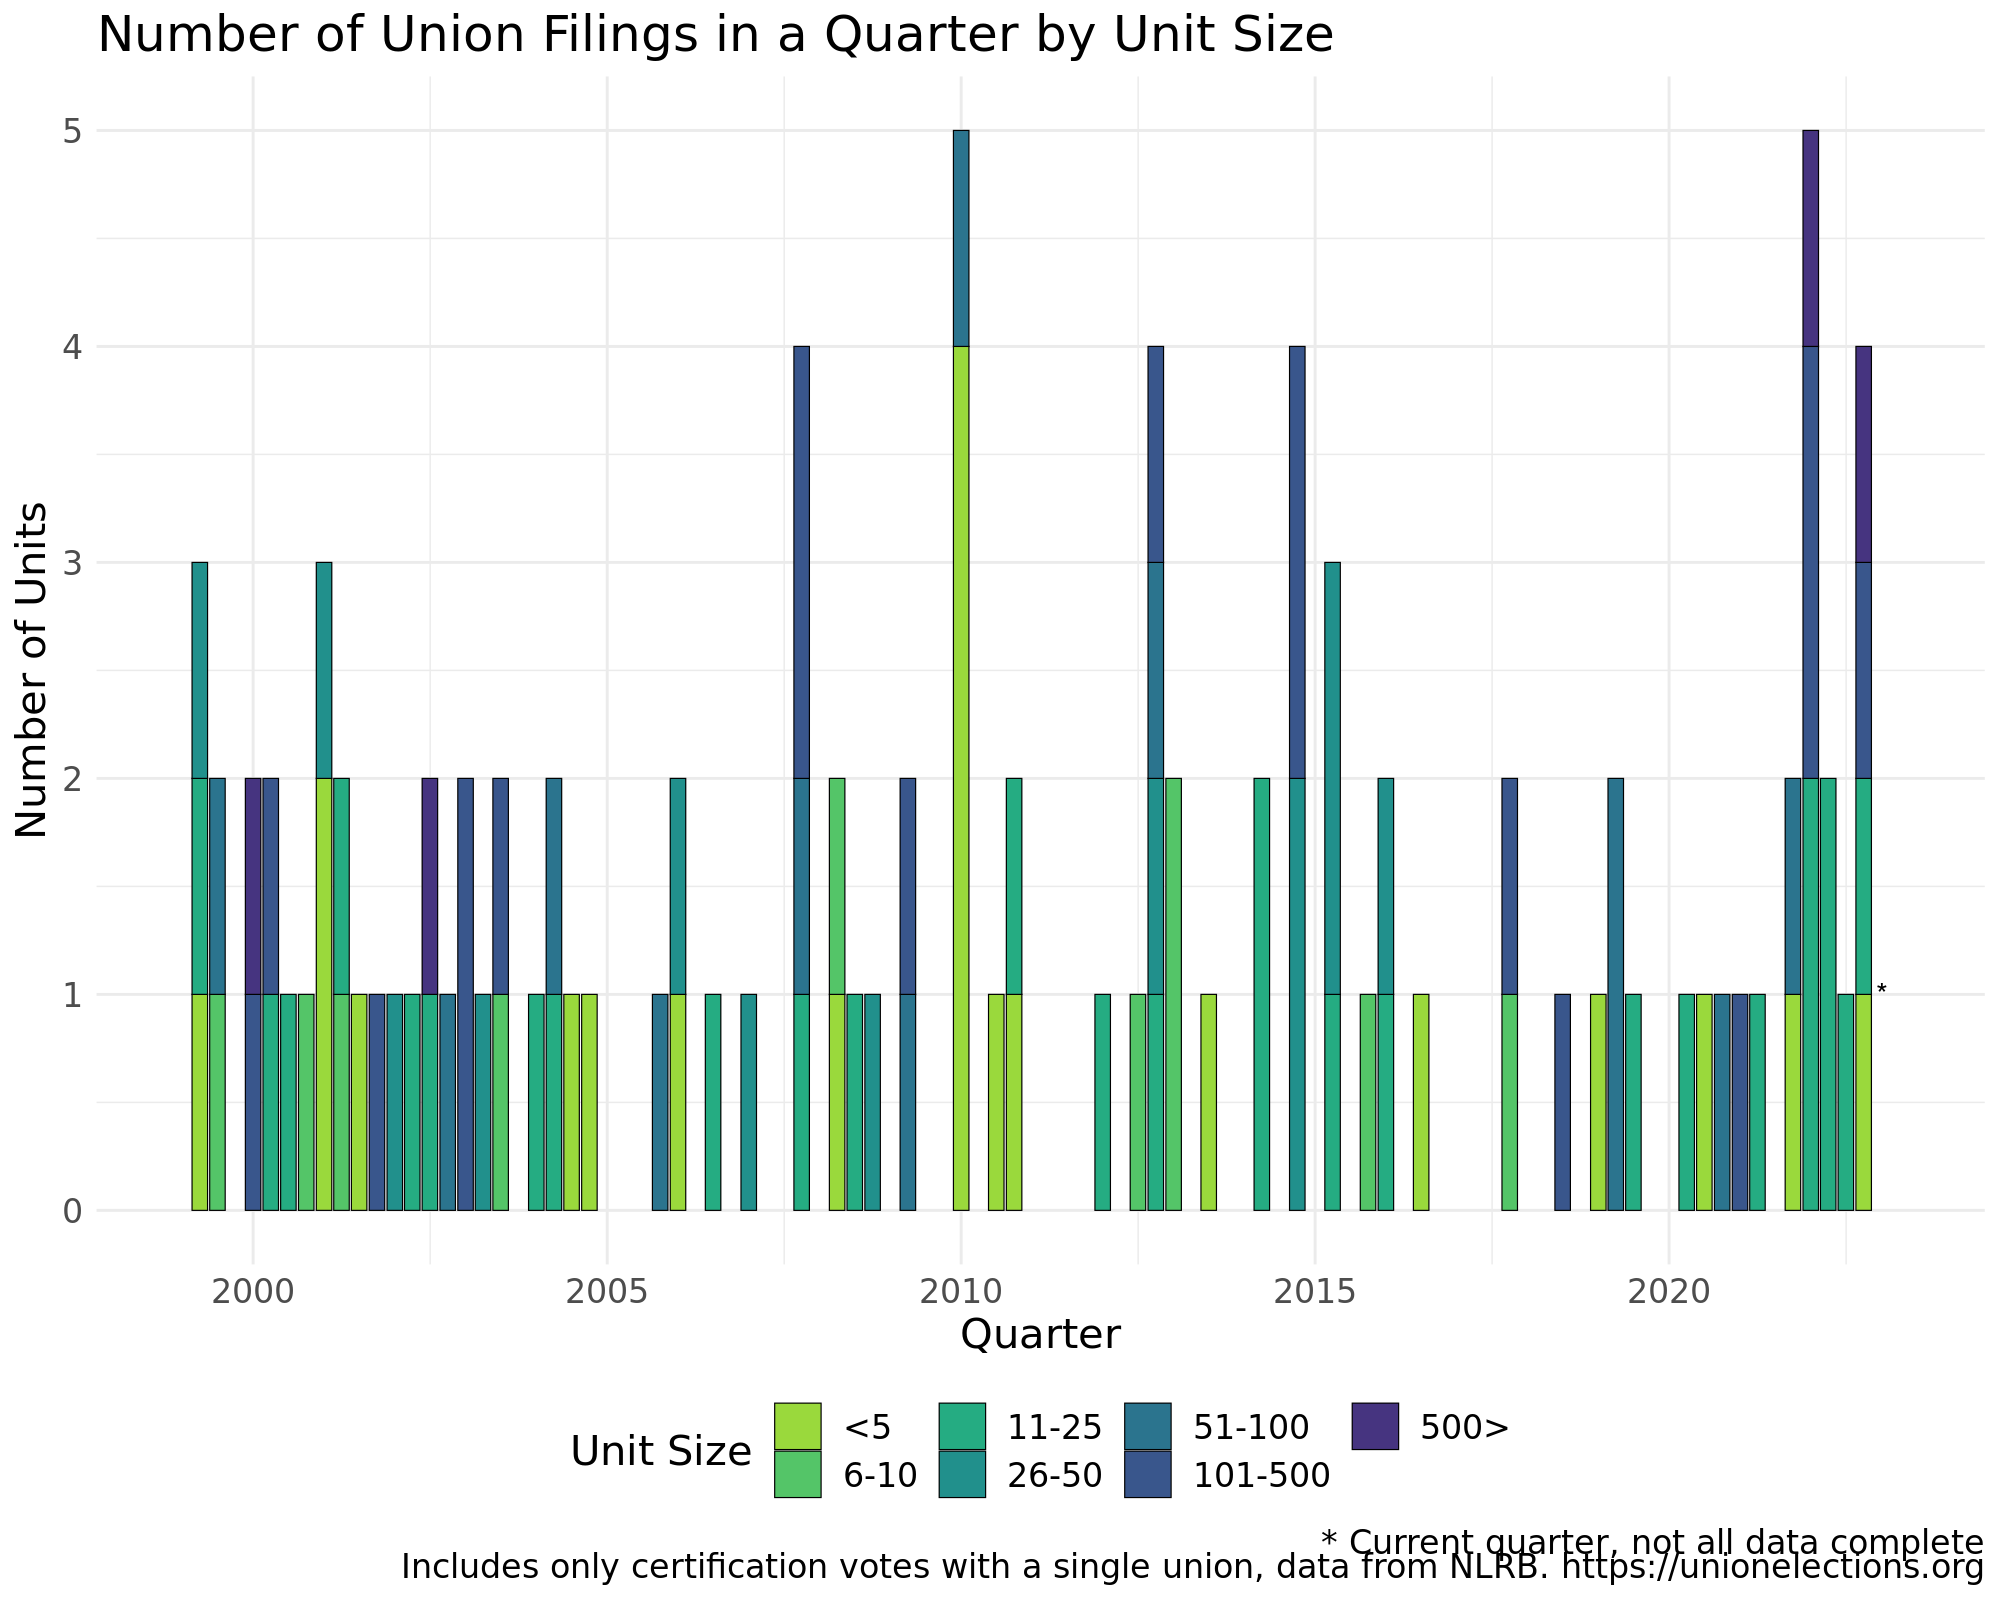 Number of Union Filings in a Quarter by Unit Size
Number of Units
5
4
3
2
1
0
*
2000 2005 2010 2015 2020
Quarter
Unit Size
<5 11-25 51-100 500>
6-10 26-50 101-500
* Current quarter, not all data complete
Includes only certification votes with a single union, data from NLRB. https://unionelections.org